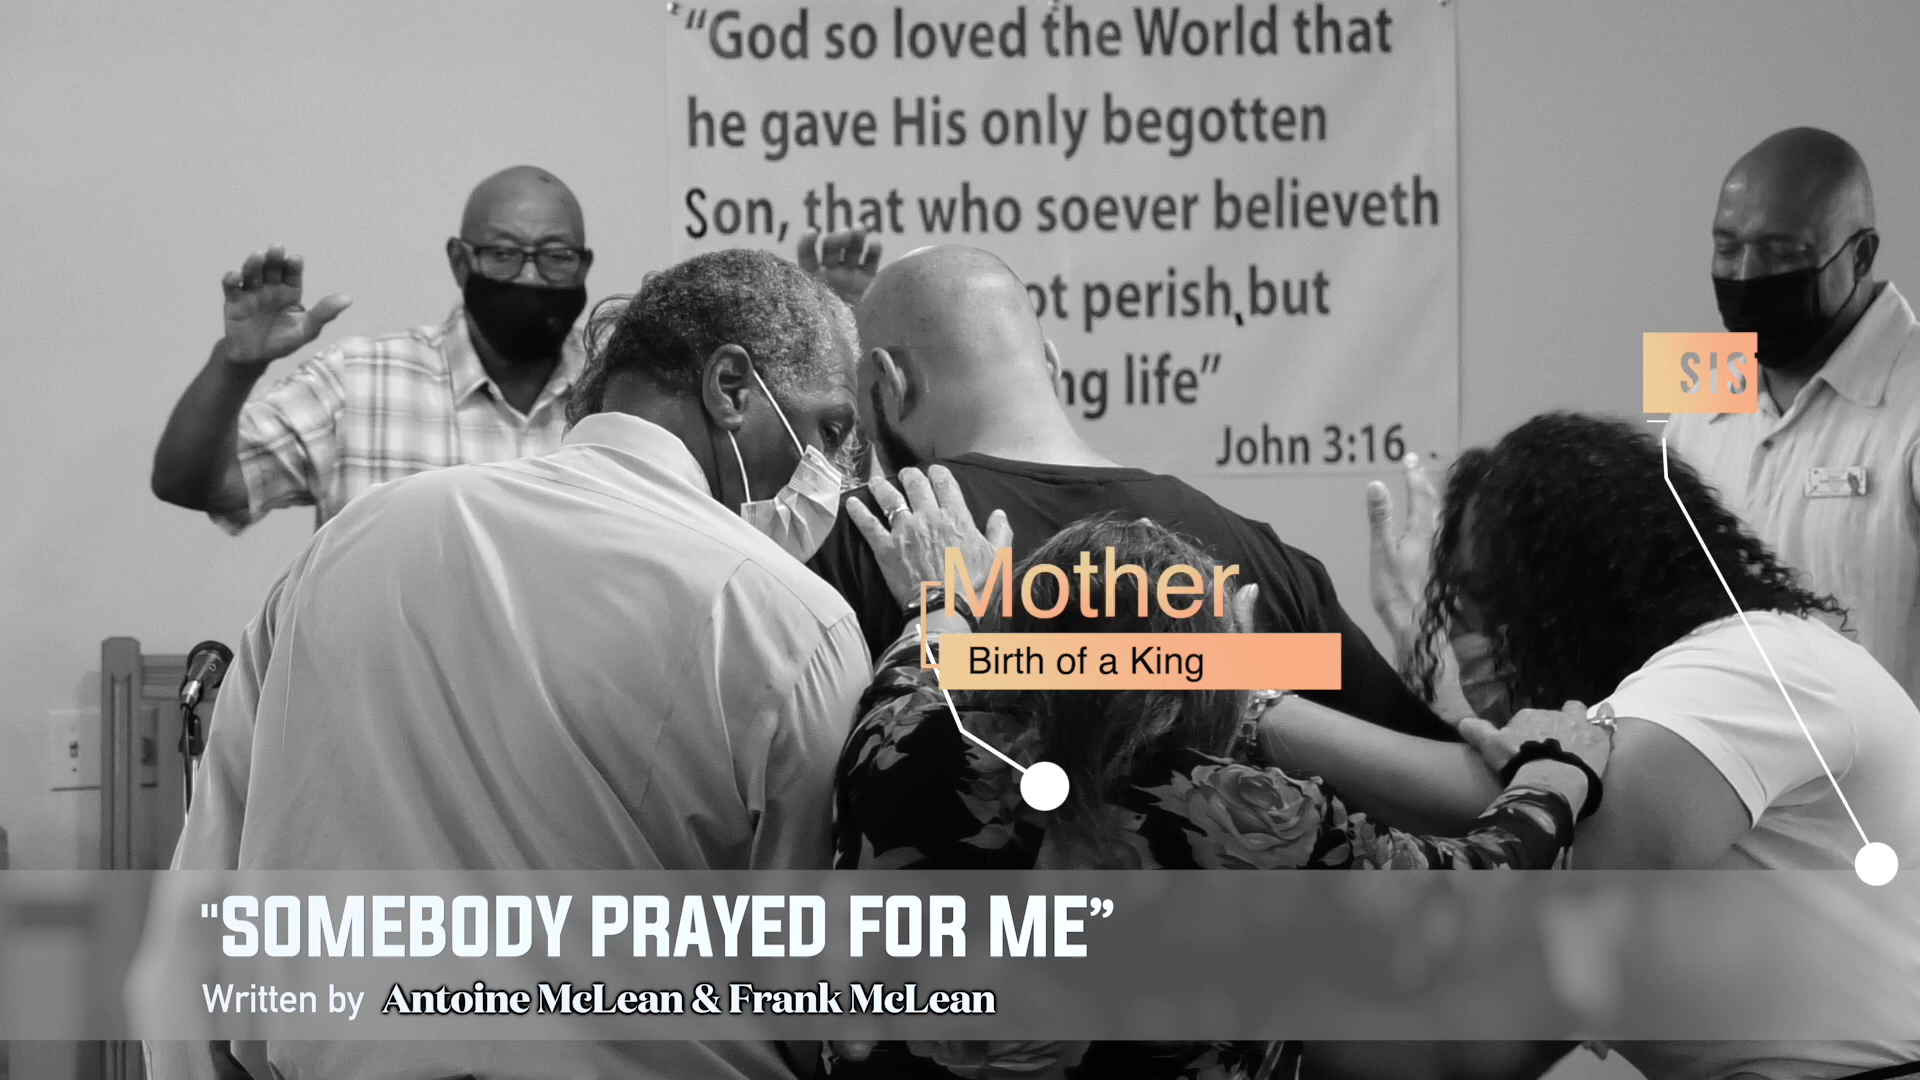 “God so loved the World that
he gave His only begotten
Son, that who soever believeth
ot perish, but
ng life”
John 3:16
SIS
Mother
Birth of a King
"SOMEBODY PRAYED FOR ME”
Written by Antoine McLean & Frank McLean